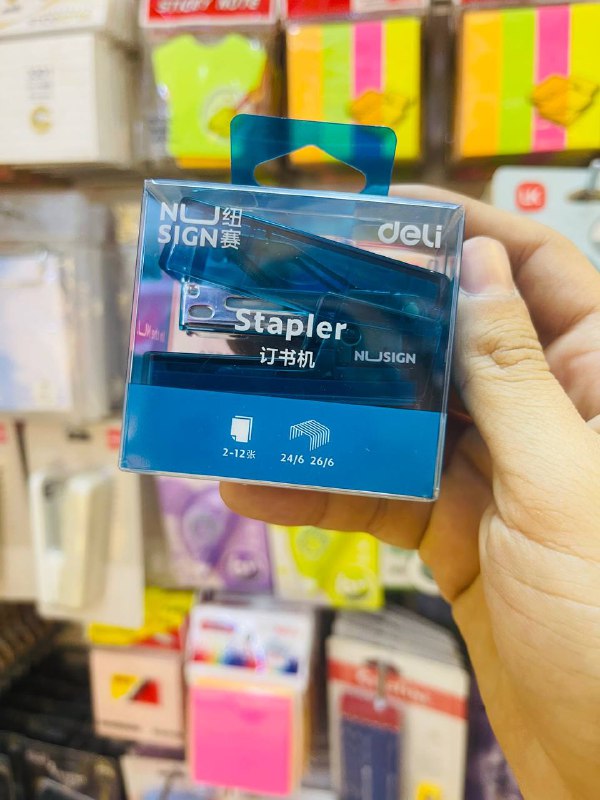 STICKY NOTE
NUSIGN 纽赛
deli
Stapler
订书机
NUSIGN
2-12张
24/6 26/6